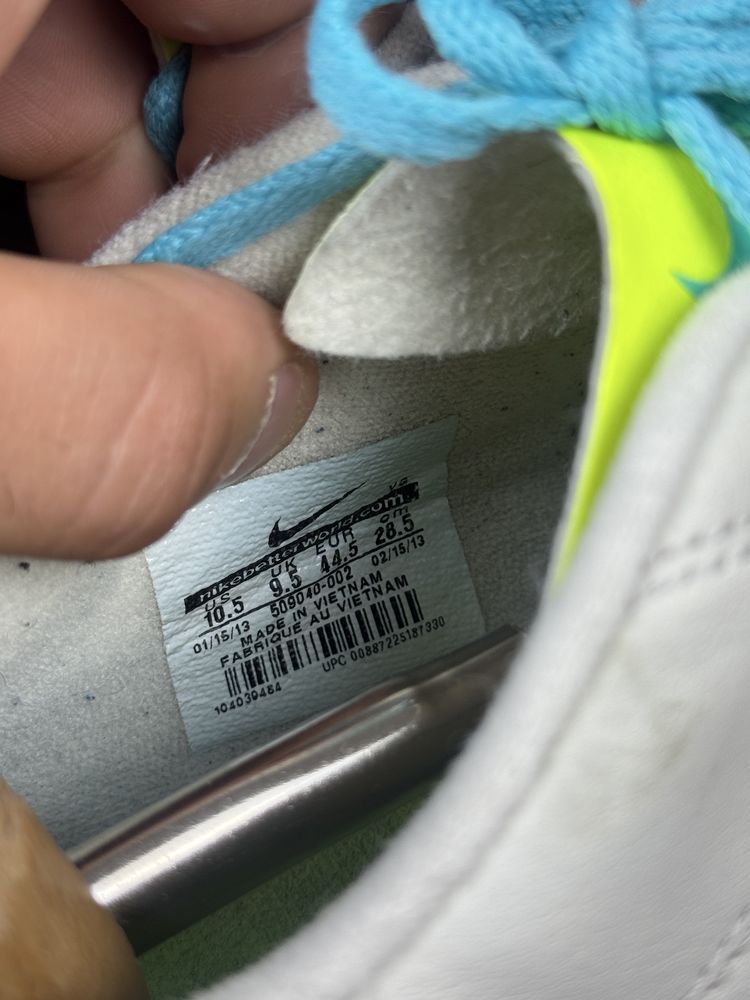 nikebetterworld.com
US UK EUR cm
10.5 9.5 44.5 28.5
01/15/13 509040-002 02/15/13
MADE IN VIETNAM
FABRIQUE AU VIETNAM
UPC 00887225187330
104039484